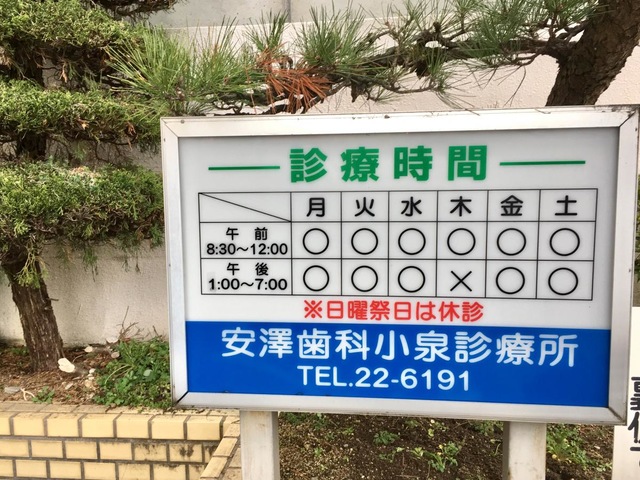 診療時間
月 火 水 木 金 土
午前 8:30〜12:00 ○ ○ ○ ○ ○ ○
午後 1:00〜7:00 ○ ○ ○ × ○ ○
※日曜祭日は休診
安澤歯科小泉診療所
TEL.22-6191